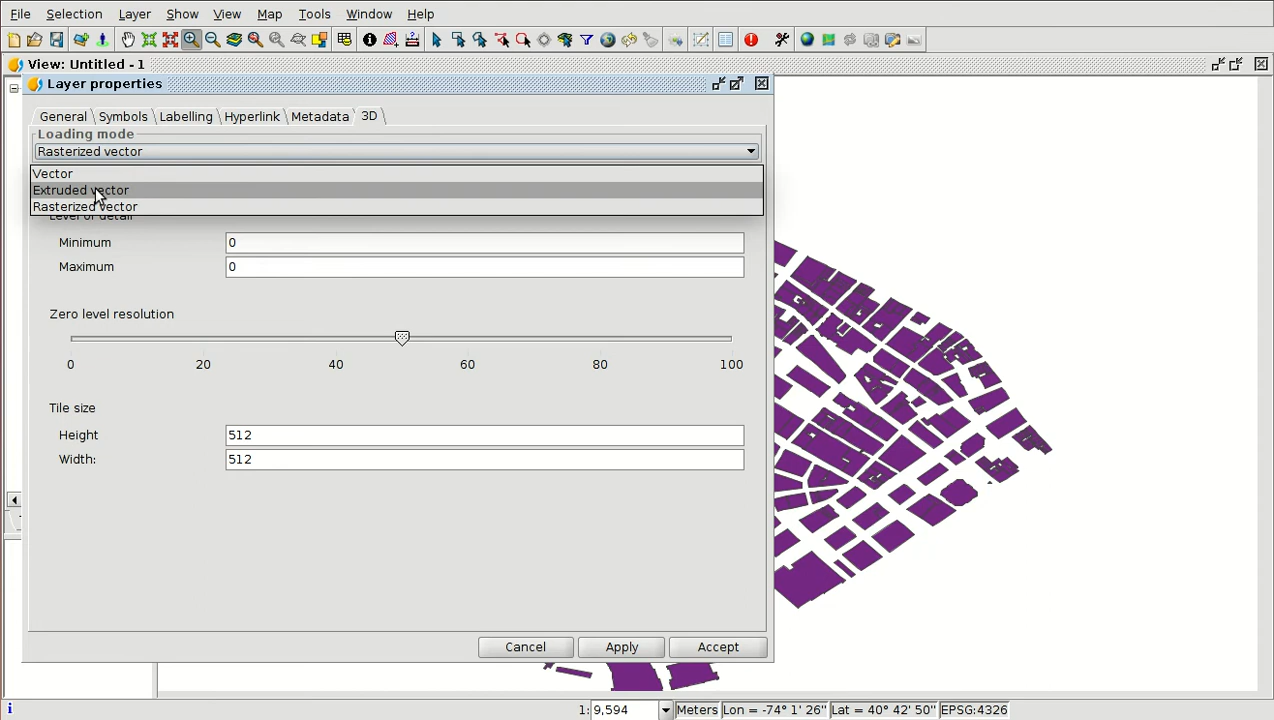 File Selection Layer Show View Map Tools Window Help
View: Untitled - 1
Layer properties
General Symbols Labelling Hyperlink Metadata 3D
Loading mode
Rasterized vector
Vector
Extruded vector
Rasterized vector
Level of detail
Minimum 0
Maximum 0
Zero level resolution
0 20 40 60 80 100
Tile size
Height 512
Width: 512
Cancel Apply Accept
1: 9,594 Meters Lon = -74° 1' 26" Lat = 40° 42' 50" EPSG:4326